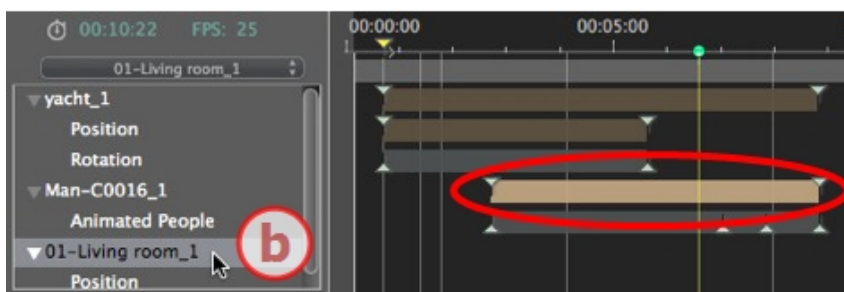 00:10:22 FPS: 25
00:00:00 00:05:00
01-Living room_1
yacht_1
Position
Rotation
Man-C0016_1
Animated People
01-Living room_1
Position
b